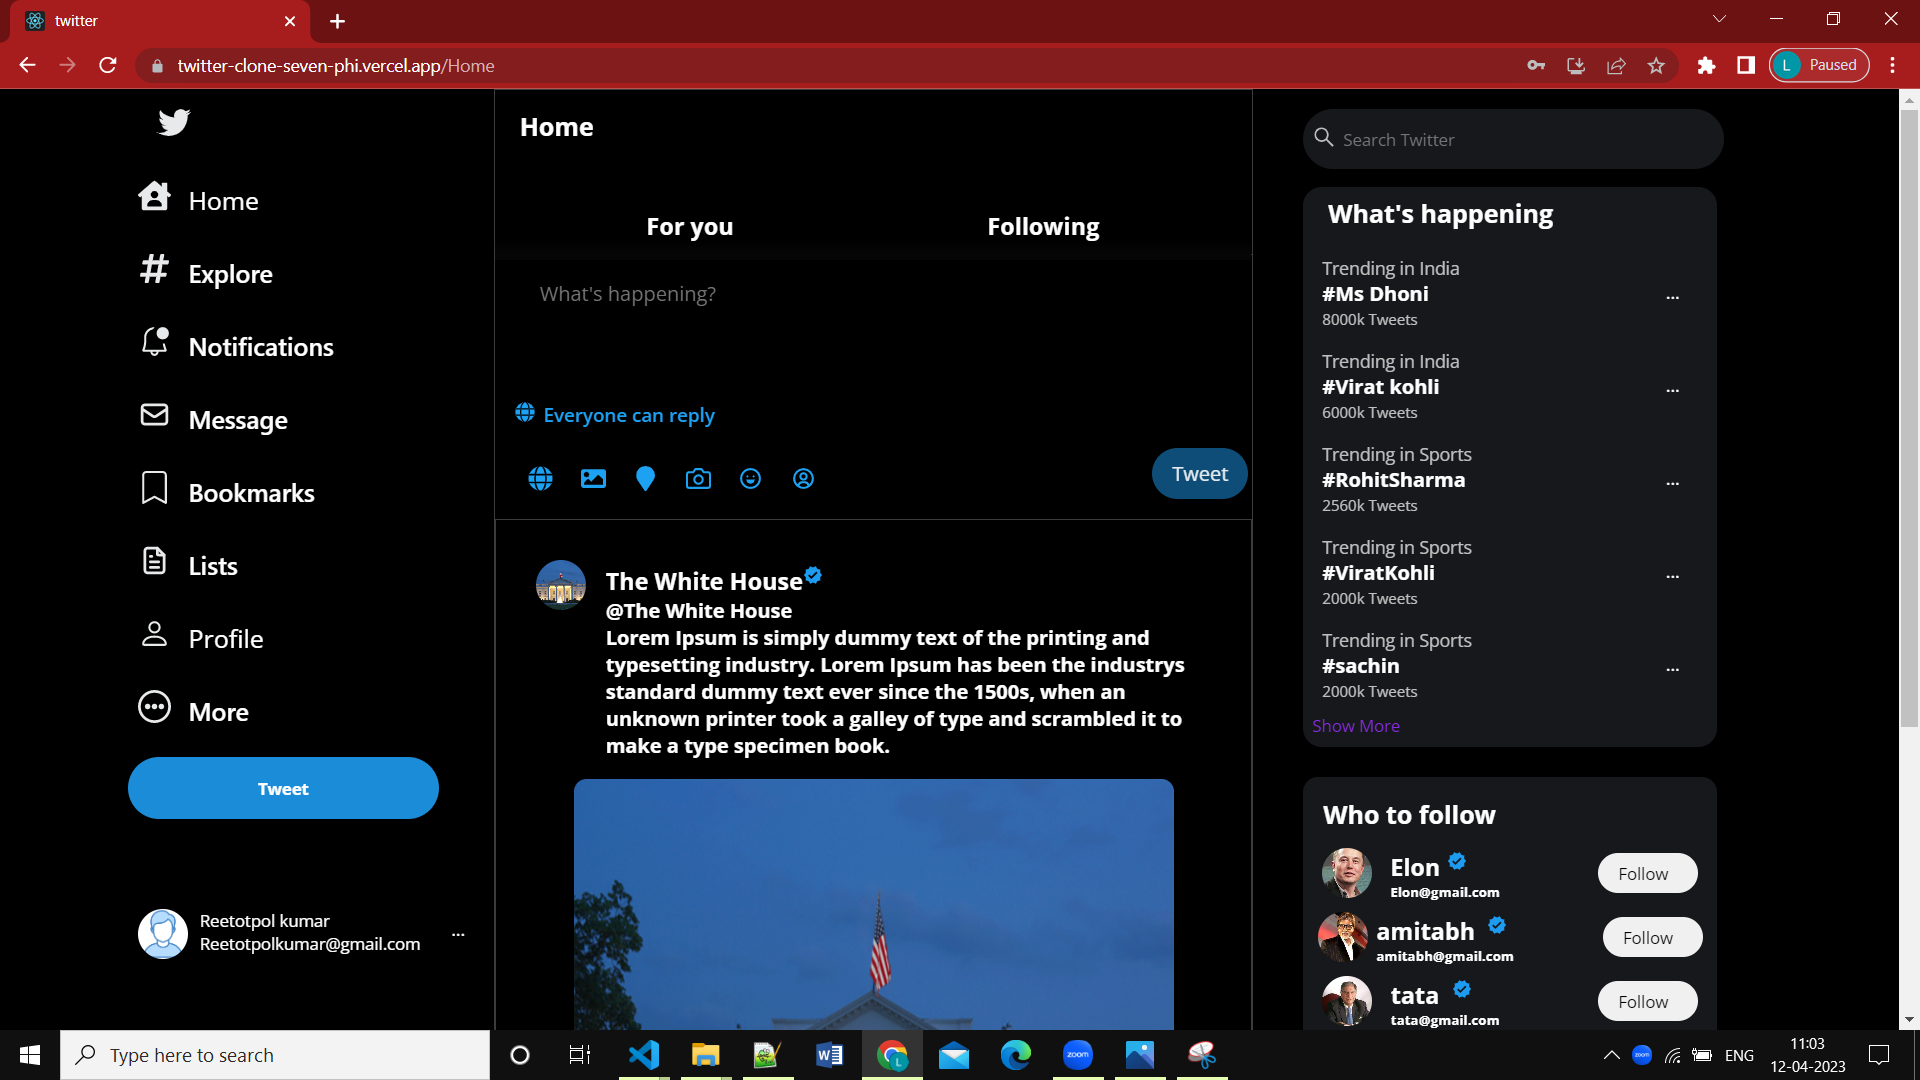 twitter
twitter-clone-seven-phi.vercel.app/Home
L Paused
Home
Explore
Notifications
Message
Bookmarks
Lists
Profile
More
Tweet
Reetotpol kumar
Reetotpolkumar@gmail.com
...
Home
For you
Following
What's happening?
Everyone can reply
Tweet
The White House
@The White House
Lorem Ipsum is simply dummy text of the printing and
typesetting industry. Lorem Ipsum has been the industrys
standard dummy text ever since the 1500s, when an
unknown printer took a galley of type and scrambled it to
make a type specimen book.
Search Twitter
What's happening
Trending in India
#Ms Dhoni
...
8000k Tweets
Trending in India
#Virat kohli
...
6000k Tweets
Trending in Sports
#RohitSharma
...
2560k Tweets
Trending in Sports
#ViratKohli
...
2000k Tweets
Trending in Sports
#sachin
...
2000k Tweets
Show More
Who to follow
Elon
Elon@gmail.com
Follow
amitabh
amitabh@gmail.com
Follow
tata
tata@gmail.com
Follow
Type here to search
L
zoom
zoom
ENG
11:03
12-04-2023